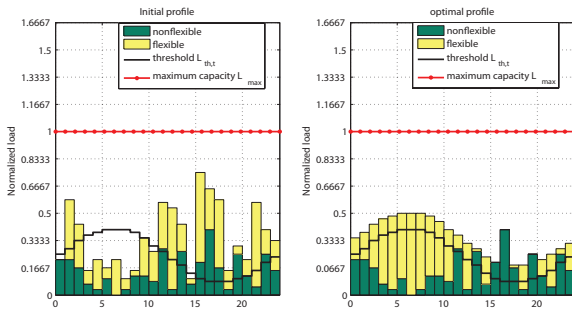 Initial profile
1.6667
1.5
1.3333
1.1667
1
0.8333
0.6667
0.5
0.3333
0.1667
0
Normalized load
nonflexible
flexible
threshold L th,t
maximum capacity L max
0 5 10 15 20
optimal profile
1.6667
1.5
1.3333
1.1667
1
0.8333
0.6667
0.5
0.3333
0.1667
0
Normalized load
nonflexible
flexible
threshold L th,t
maximum capacity L max
0 5 10 15 20